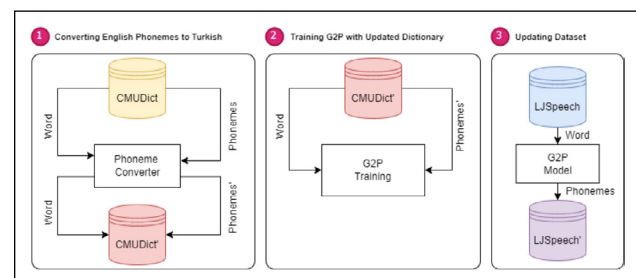 1 Converting English Phonemes to Turkish
CMUDict
Word
Phonemes
Phoneme
Converter
Word
Phonemes'
CMUDict'
2 Training G2P with Updated Dictionary
CMUDict'
Word
Phonemes'
G2P
Training
3 Updating Dataset
LJSpeech
Word
G2P
Model
Phonemes
LJSpeech'